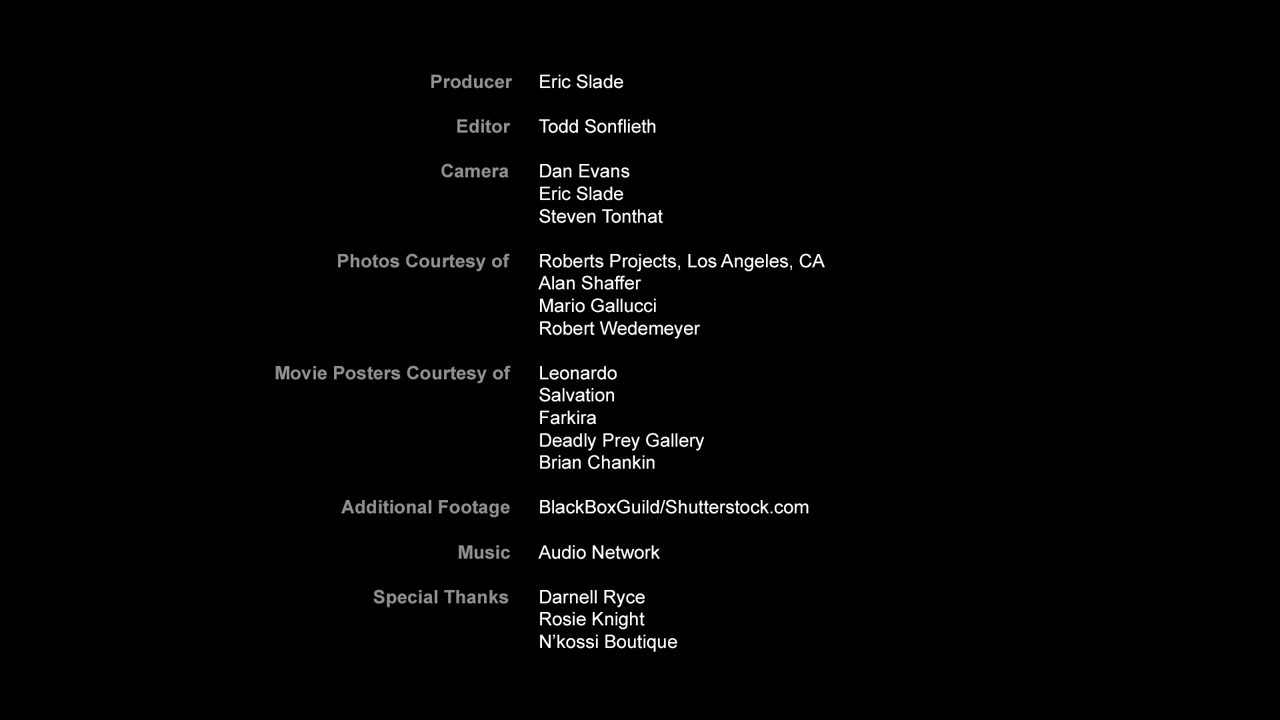 Producer Eric Slade
Editor Todd Sonflieth
Camera Dan Evans
Eric Slade
Steven Tonthat
Photos Courtesy of Roberts Projects, Los Angeles, CA
Alan Shaffer
Mario Gallucci
Robert Wedemeyer
Movie Posters Courtesy of Leonardo
Salvation
Farkira
Deadly Prey Gallery
Brian Chankin
Additional Footage BlackBoxGuild/Shutterstock.com
Music Audio Network
Special Thanks Darnell Ryce
Rosie Knight
N’kossi Boutique